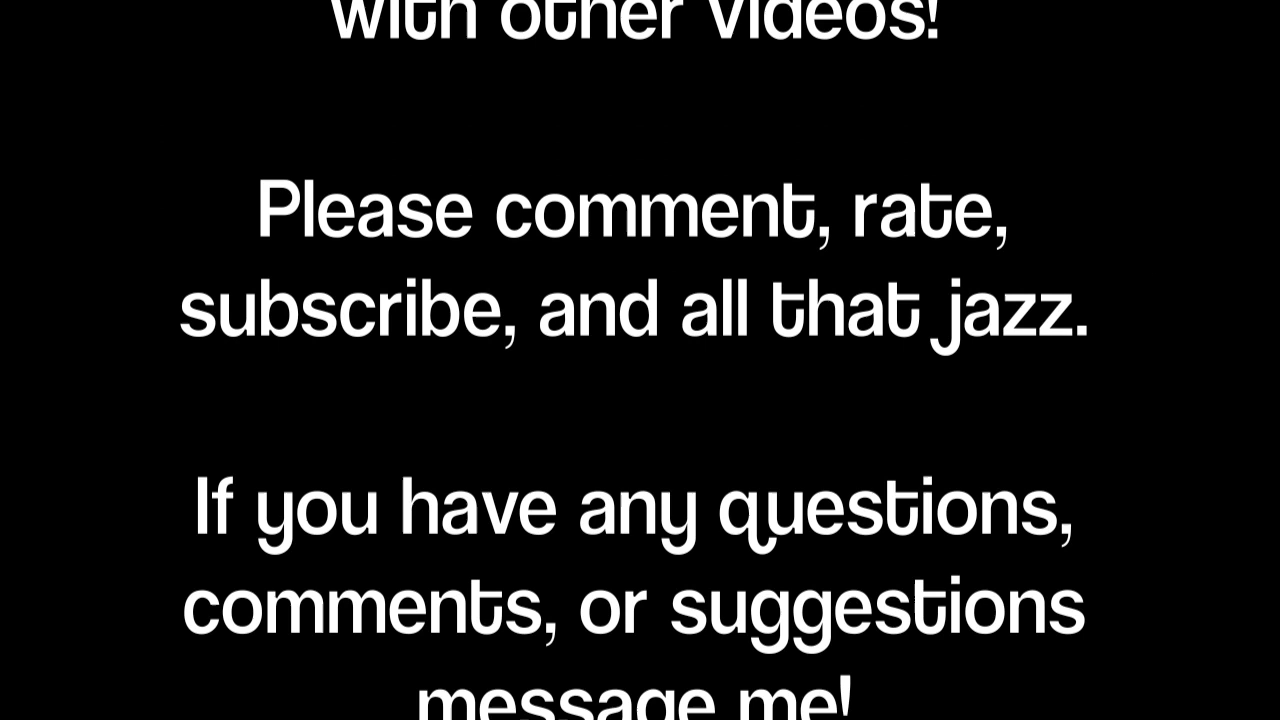 with other videos!
Please comment, rate,
subscribe, and all that jazz.
If you have any questions,
comments, or suggestions
message me!